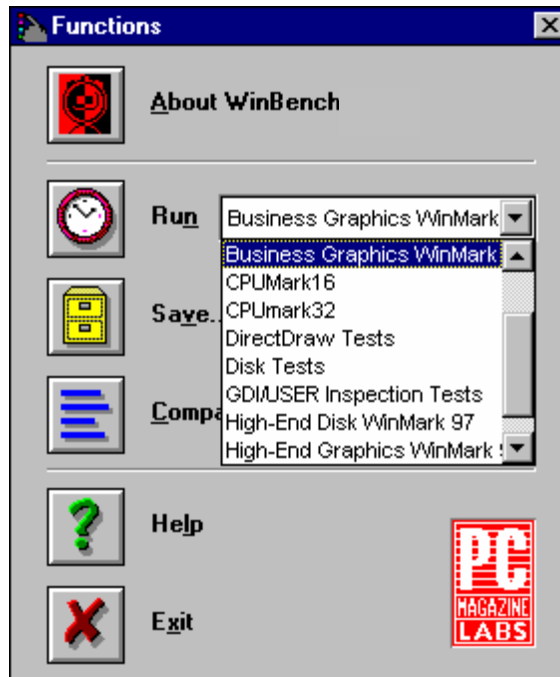 Functions
About WinBench
Run
Business Graphics WinMark
Business Graphics WinMark
CPUMark16
CPUmark32
DirectDraw Tests
Disk Tests
GDI/USER Inspection Tests
High-End Disk WinMark 97
High-End Graphics WinMark
Save..
Compa
Help
Exit
PC
MAGAZINE
LABS